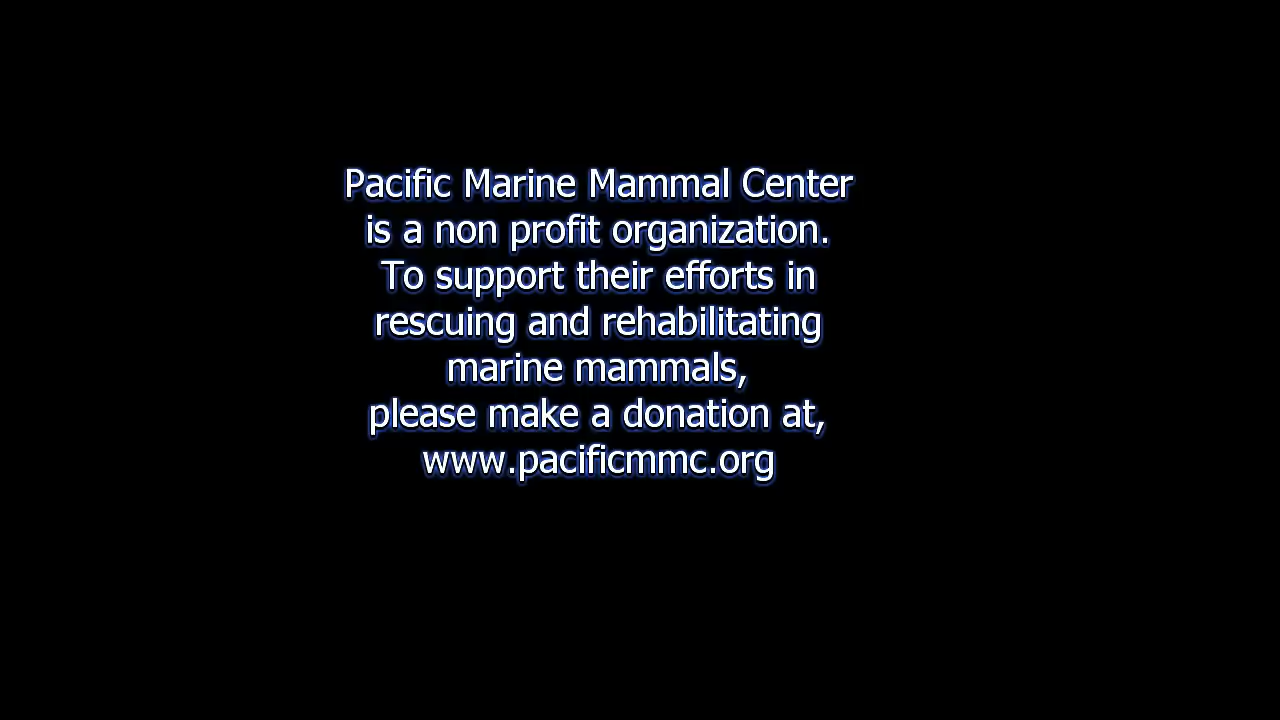 Pacific Marine Mammal Center
is a non profit organization.
To support their efforts in
rescuing and rehabilitating
marine mammals,
please make a donation at,
www.pacificmmc.org